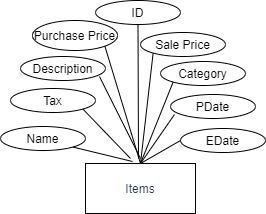 ID
Purchase Price
Sale Price
Description
Category
Tax
PDate
Name
EDate
Items